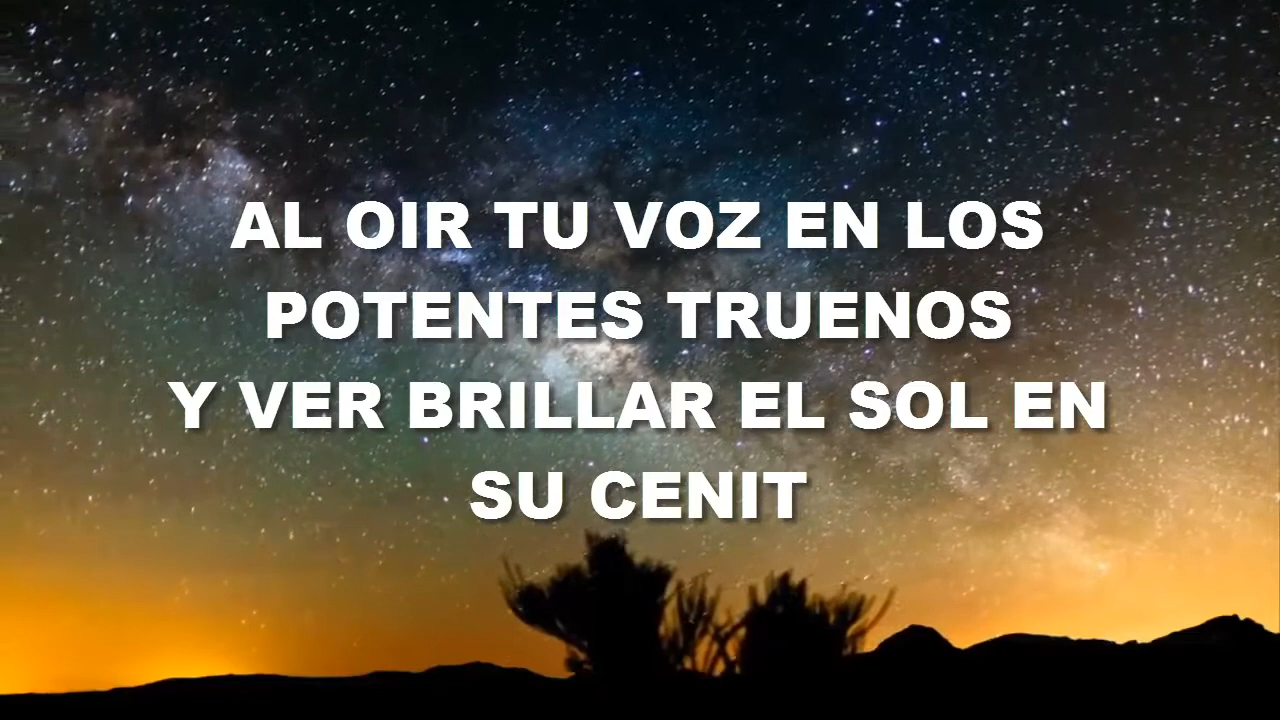 AL OIR TU VOZ EN LOS
POTENTES TRUENOS
Y VER BRILLAR EL SOL EN
SU CENIT